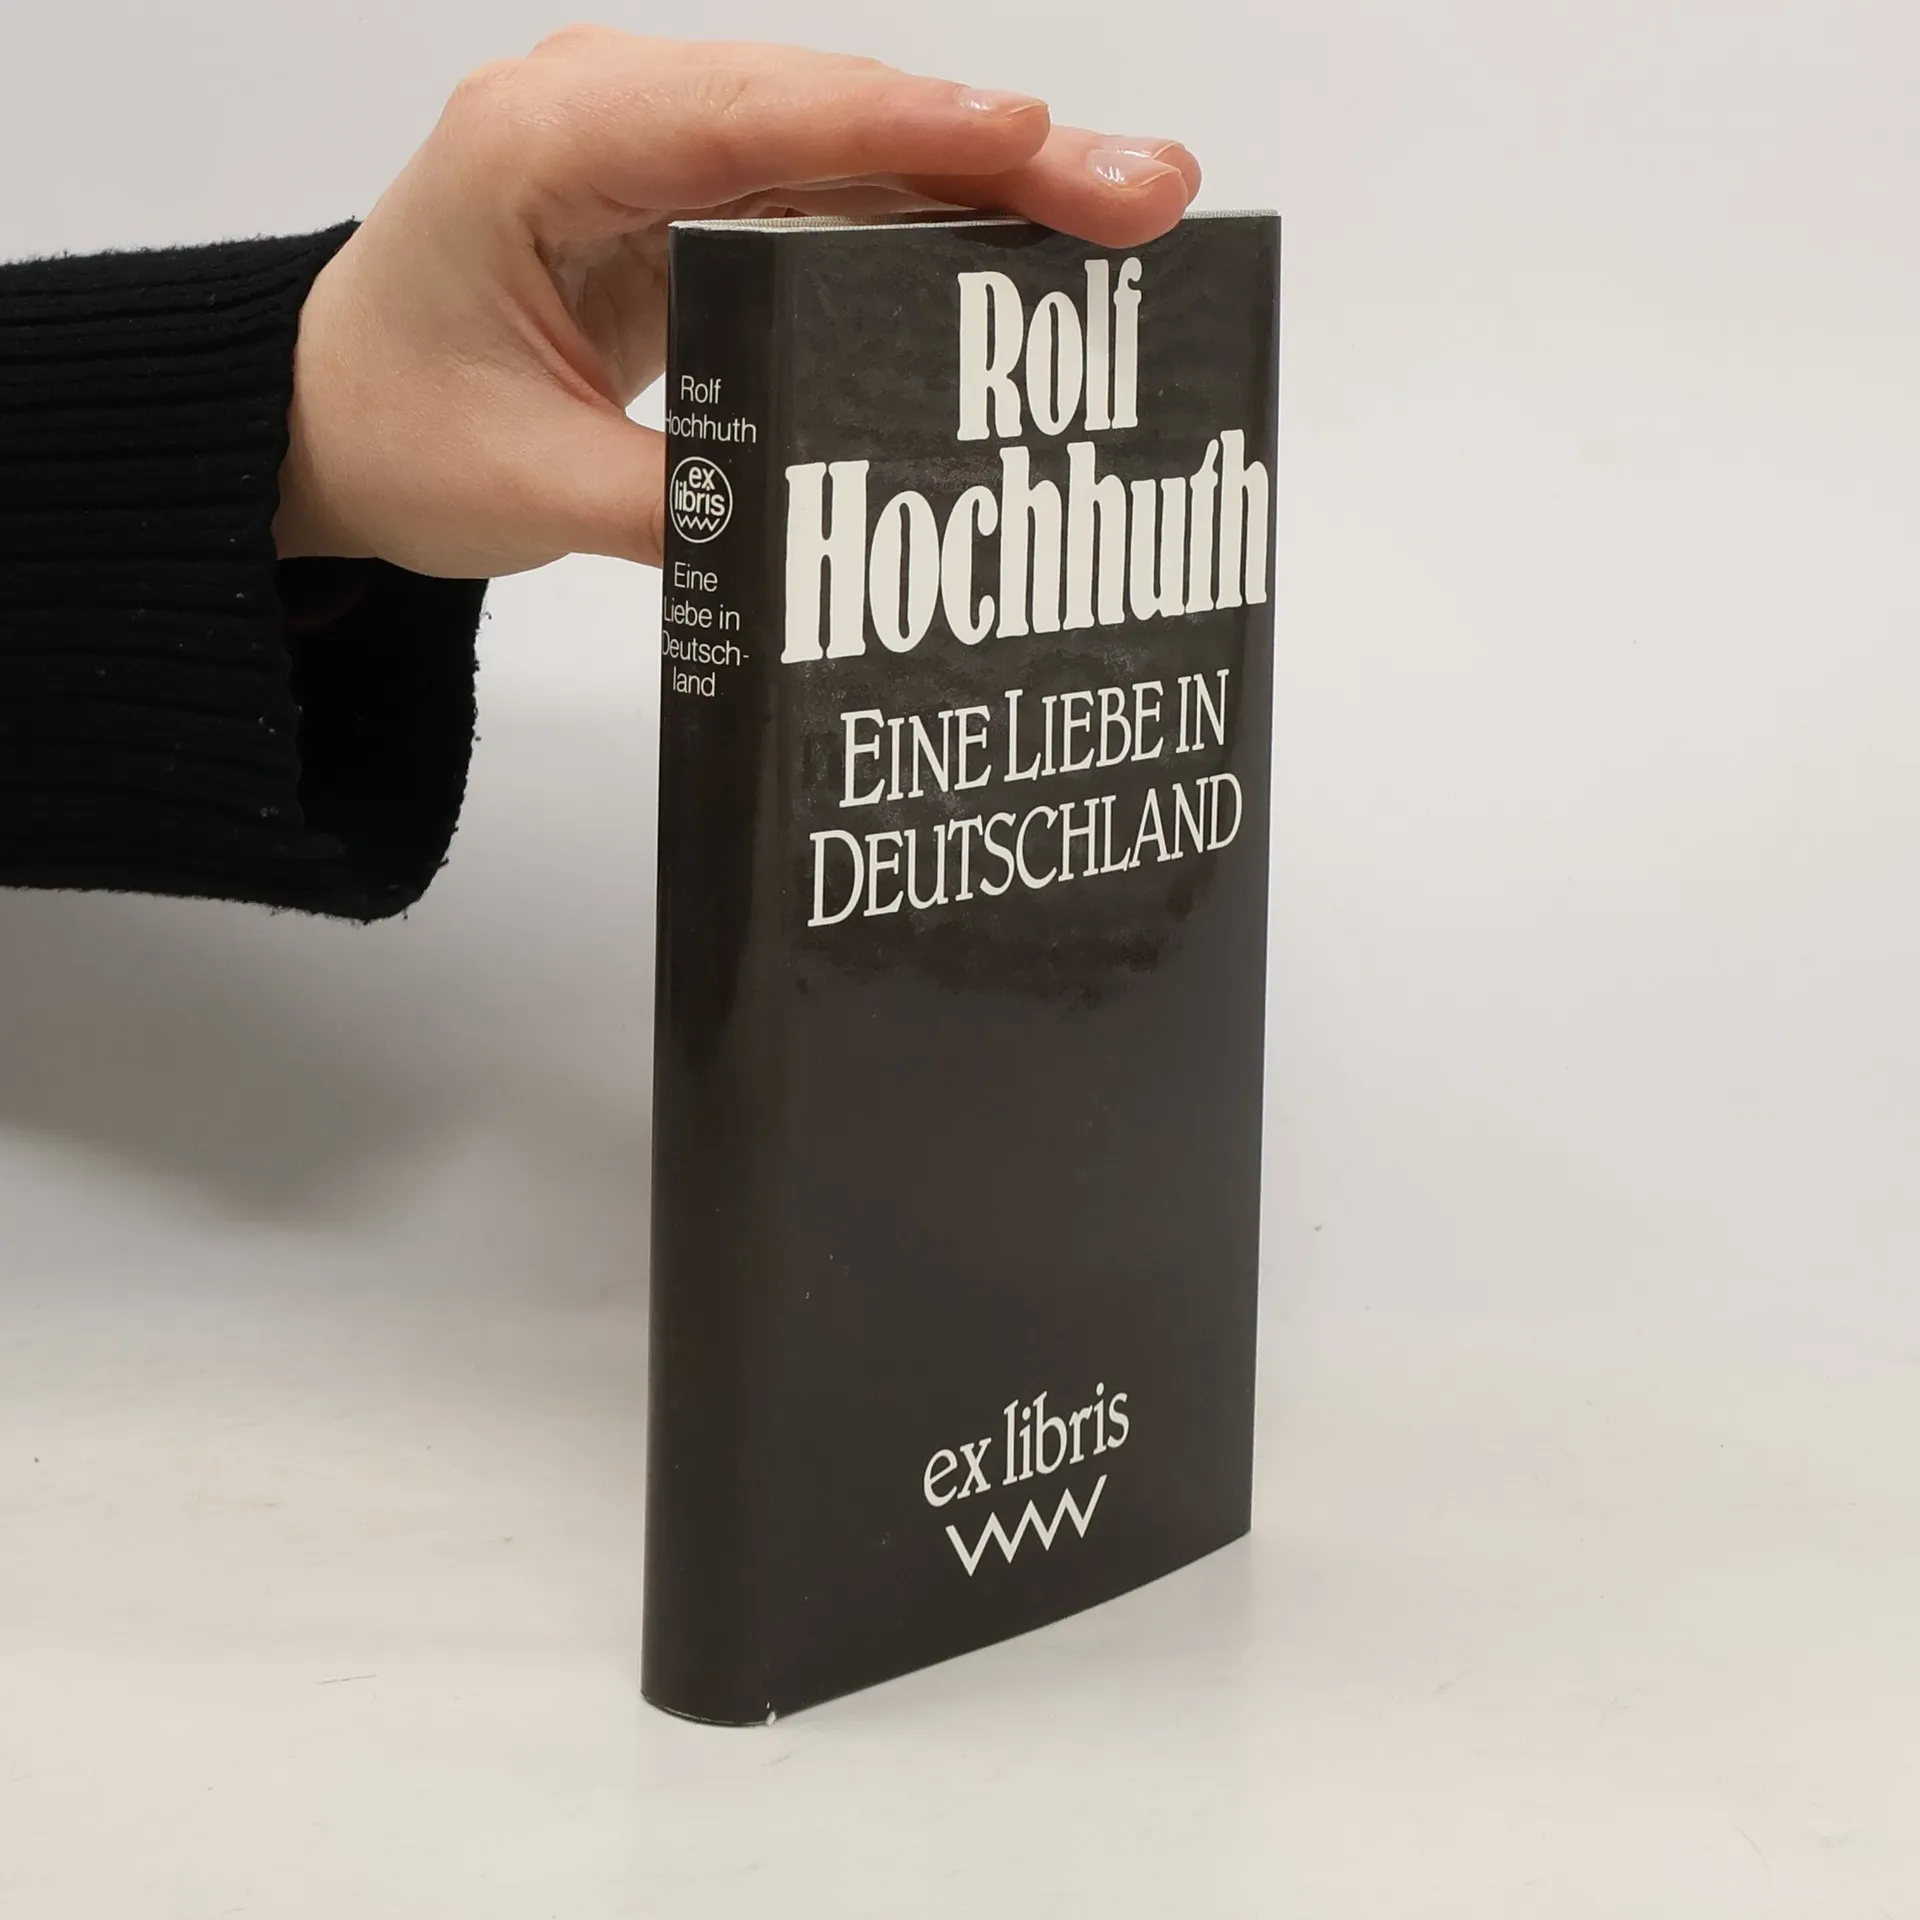 Rolf
Hochhuth
ex
libris
Eine
Liebe in
Deutsch-
land
Rolf
Hochhuth
EINE LIEBE IN
DEUTSCHLAND
ex libris